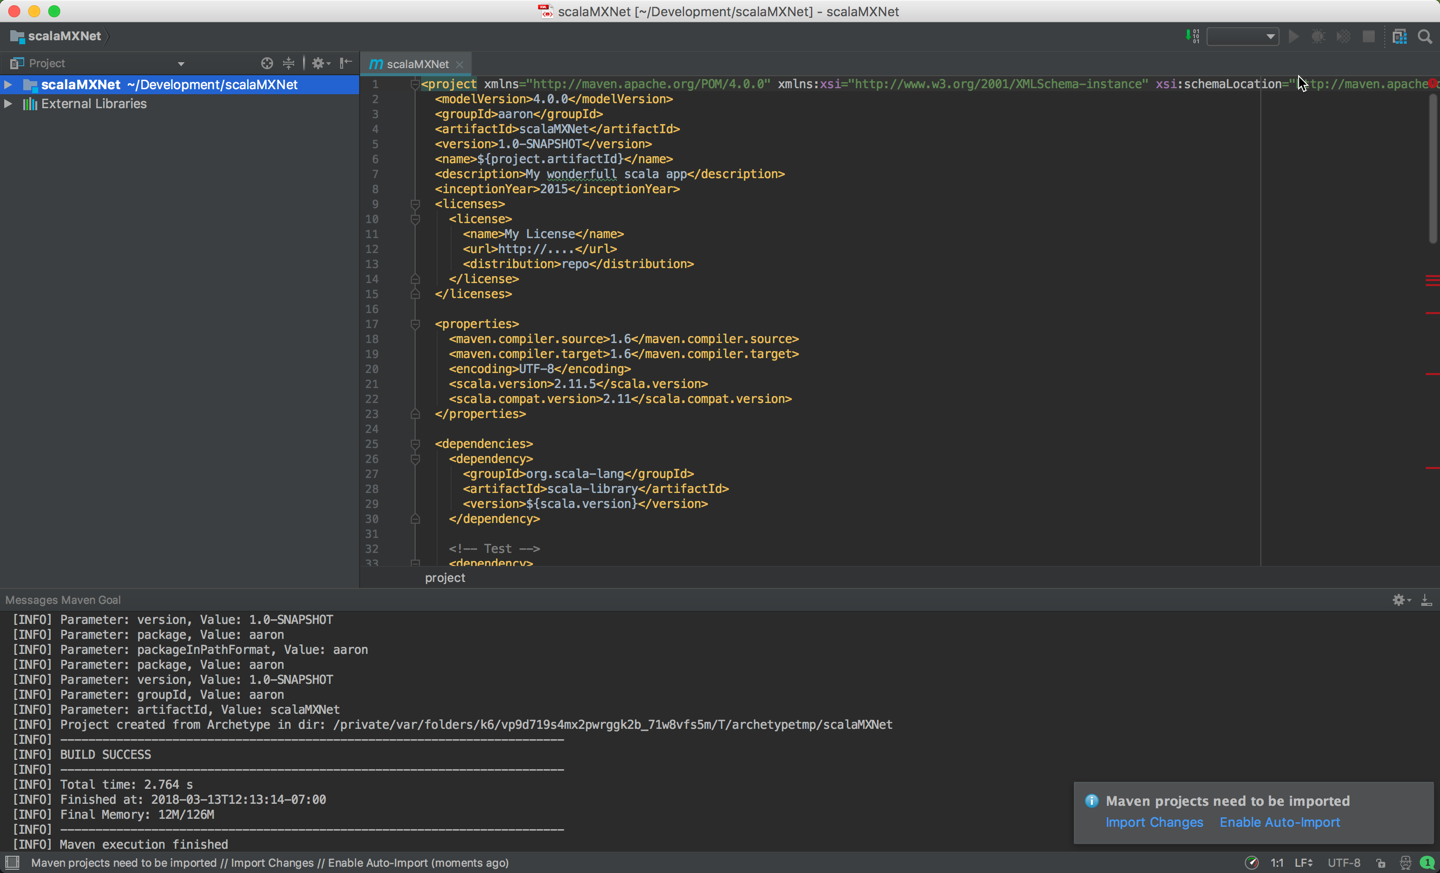 scalaMXNet [~/Development/scalaMXNet] - scalaMXNet
scalaMXNet
Project
scalaMXNet ~/Development/scalaMXNet
External Libraries
m scalaMXNet
1 <project xmlns="http://maven.apache.org/POM/4.0.0" xmlns:xsi="http://www.w3.org/2001/XMLSchema-instance" xsi:schemaLocation="http://maven.apache
2 <modelVersion>4.0.0</modelVersion>
3 <groupId>aaron</groupId>
4 <artifactId>scalaMXNet</artifactId>
5 <version>1.0-SNAPSHOT</version>
6 <name>${project.artifactId}</name>
7 <description>My wonderfull scala app</description>
8 <inceptionYear>2015</inceptionYear>
9 <licenses>
10 <license>
11 <name>My License</name>
12 <url>http://....</url>
13 <distribution>repo</distribution>
14 </license>
15 </licenses>
16
17 <properties>
18 <maven.compiler.source>1.6</maven.compiler.source>
19 <maven.compiler.target>1.6</maven.compiler.target>
20 <encoding>UTF-8</encoding>
21 <scala.version>2.11.5</scala.version>
22 <scala.compat.version>2.11</scala.compat.version>
23 </properties>
24
25 <dependencies>
26 <dependency>
27 <groupId>org.scala-lang</groupId>
28 <artifactId>scala-library</artifactId>
29 <version>${scala.version}</version>
30 </dependency>
31
32 <!-- Test -->
33 <dependency>
project
Messages Maven Goal
[INFO] Parameter: version, Value: 1.0-SNAPSHOT
[INFO] Parameter: package, Value: aaron
[INFO] Parameter: packageInPathFormat, Value: aaron
[INFO] Parameter: package, Value: aaron
[INFO] Parameter: version, Value: 1.0-SNAPSHOT
[INFO] Parameter: groupId, Value: aaron
[INFO] Parameter: artifactId, Value: scalaMXNet
[INFO] Project created from Archetype in dir: /private/var/folders/k6/vp9d719s4mx2pwrggk2b_71w8vfs5m/T/archetypetmp/scalaMXNet
[INFO] ------------------------------------------------------------------------
[INFO] BUILD SUCCESS
[INFO] ------------------------------------------------------------------------
[INFO] Total time: 2.764 s
[INFO] Finished at: 2018-03-13T12:13:14-07:00
[INFO] Final Memory: 12M/126M
[INFO] ------------------------------------------------------------------------
[INFO] Maven execution finished
Maven projects need to be imported
Import Changes Enable Auto-Import
Maven projects need to be imported // Import Changes // Enable Auto-Import (moments ago)
1:1 LF UTF-8 1